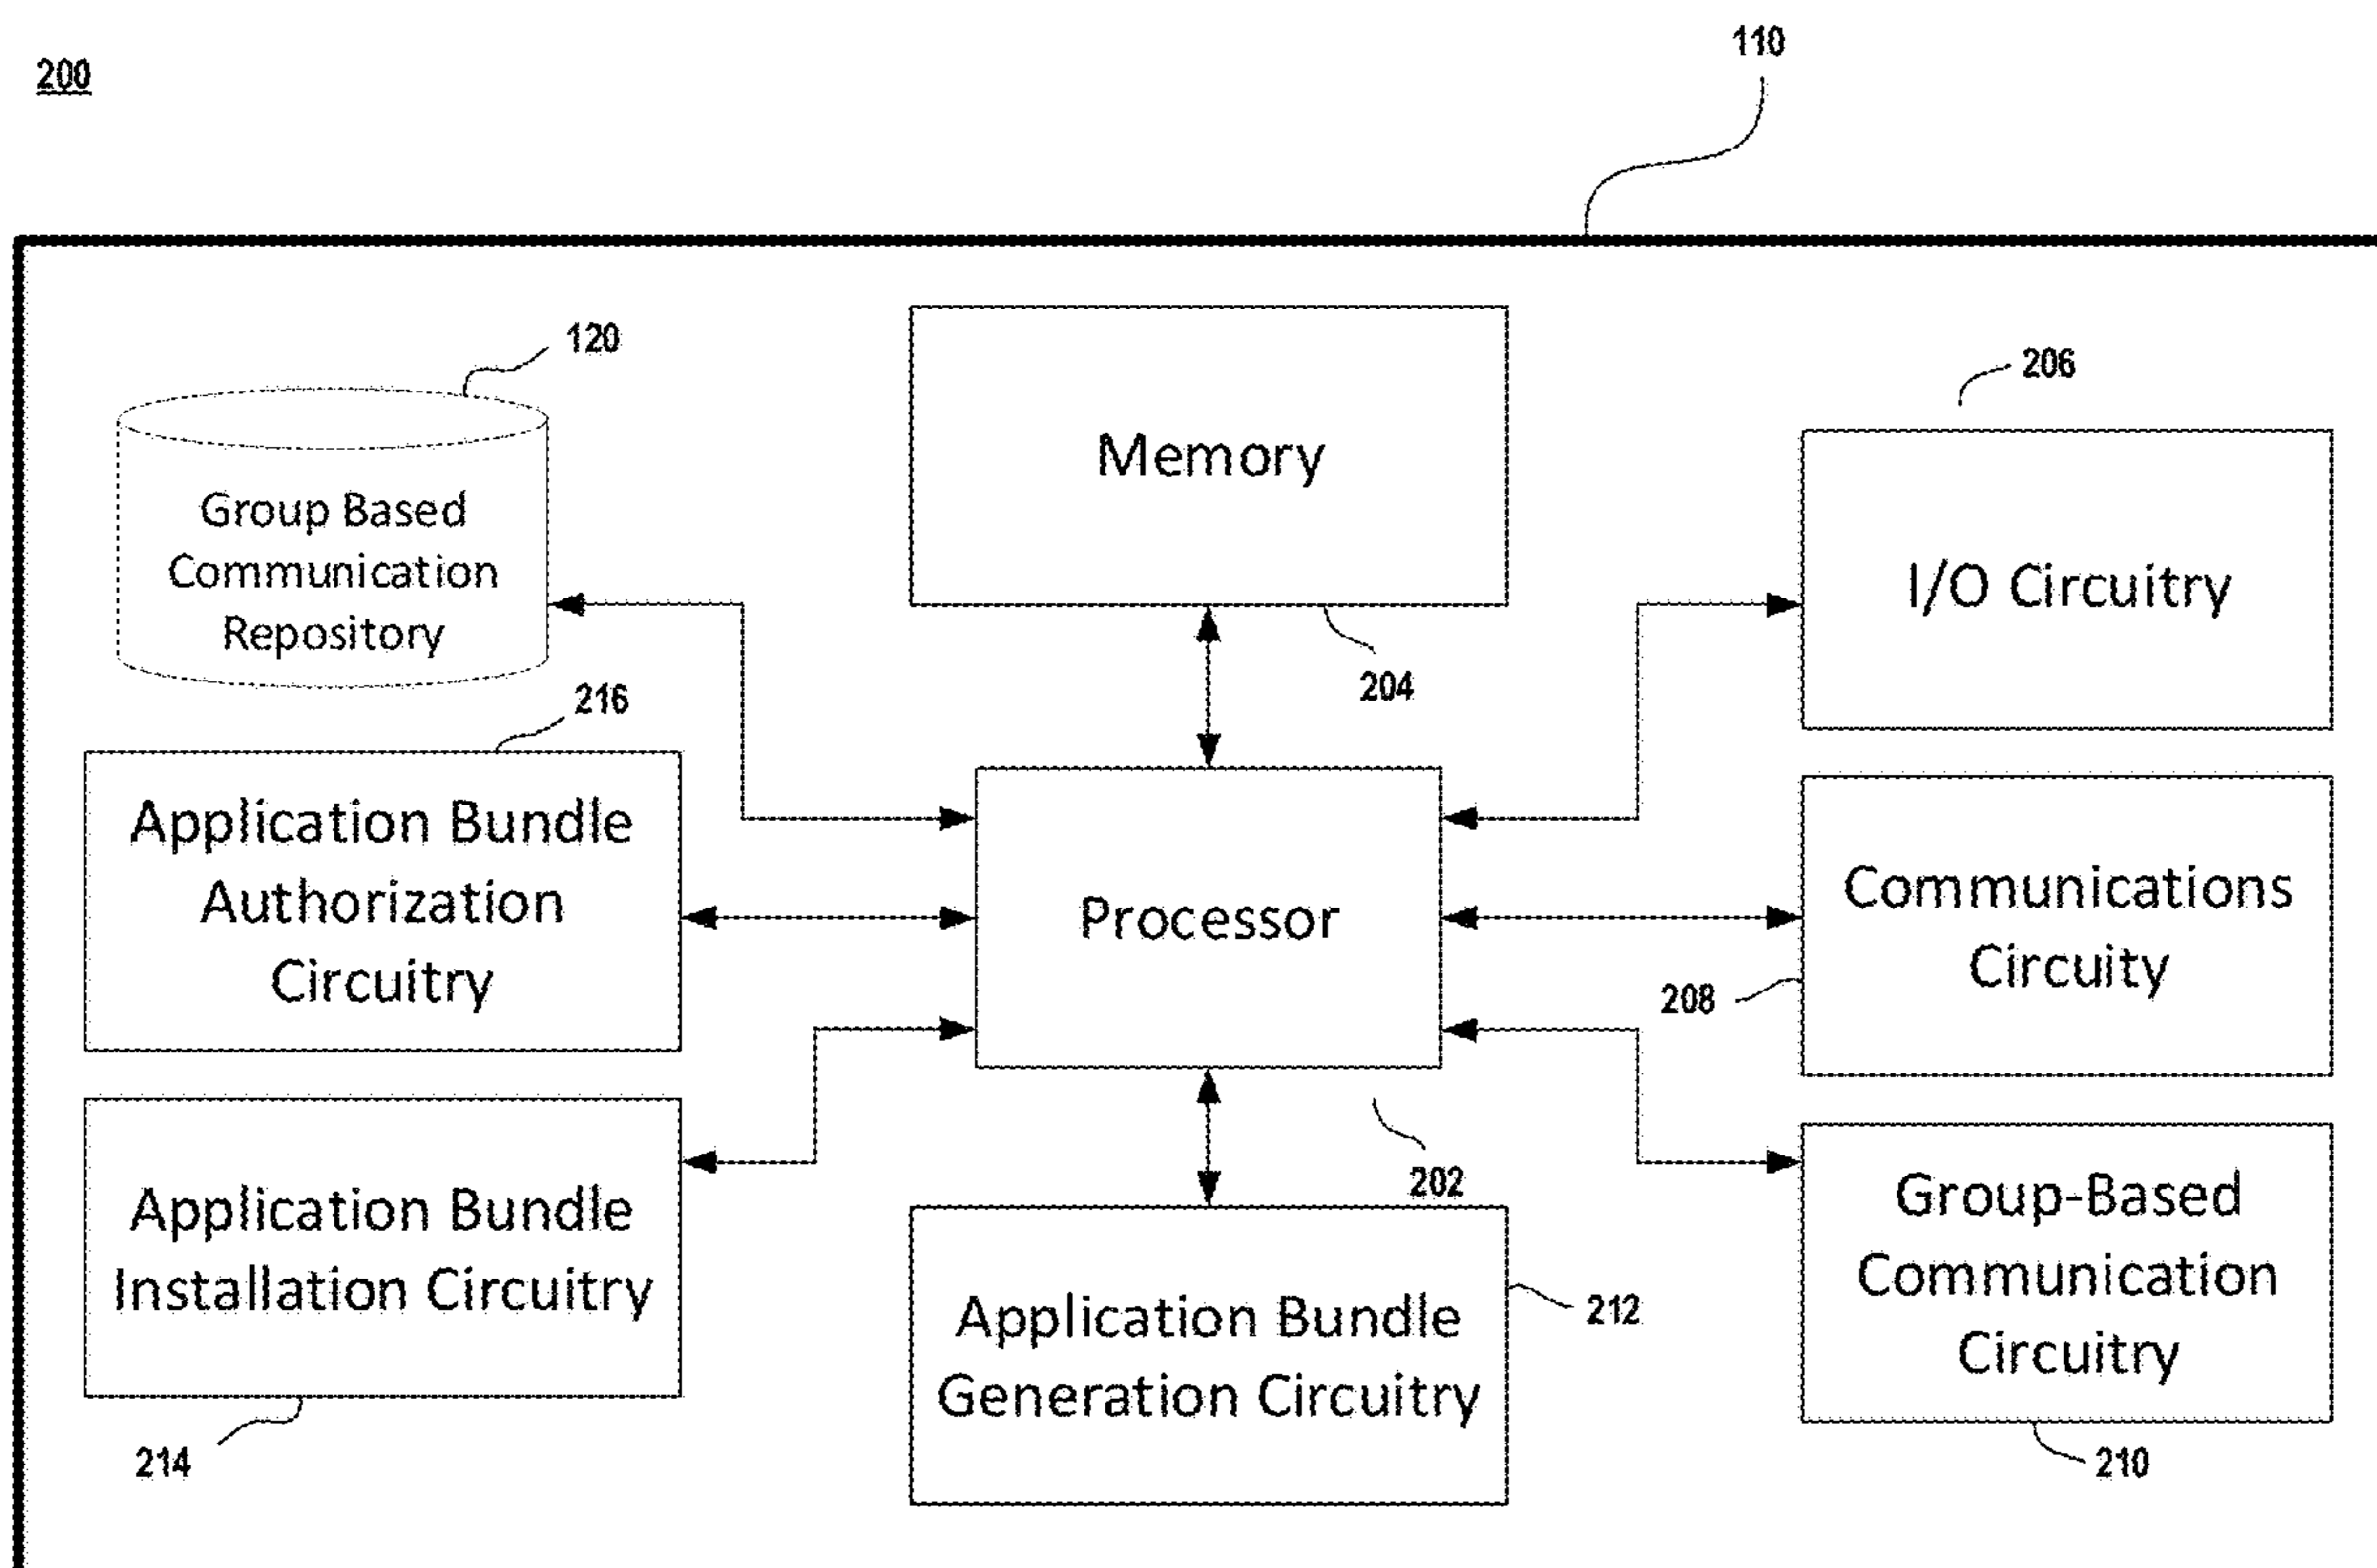 200
110
120
Group Based
Communication
Repository
Memory
204
206
I/O Circuitry
216
Application Bundle
Authorization
Circuitry
Processor
202
Communications
Circuity
208
Application Bundle
Installation Circuitry
214
Application Bundle
Generation Circuitry
212
Group-Based
Communication
Circuitry
210